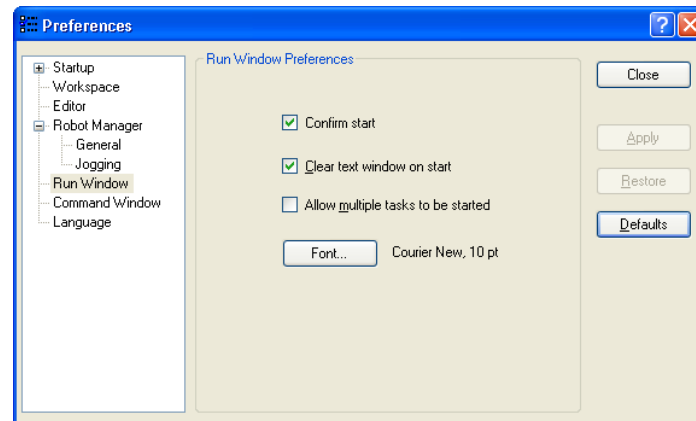 Preferences
Startup
Workspace
Editor
Robot Manager
General
Jogging
Run Window
Command Window
Language
Run Window Preferences
Confirm start
Clear text window on start
Allow multiple tasks to be started
Font...
Courier New, 10 pt
Close
Apply
Restore
Defaults